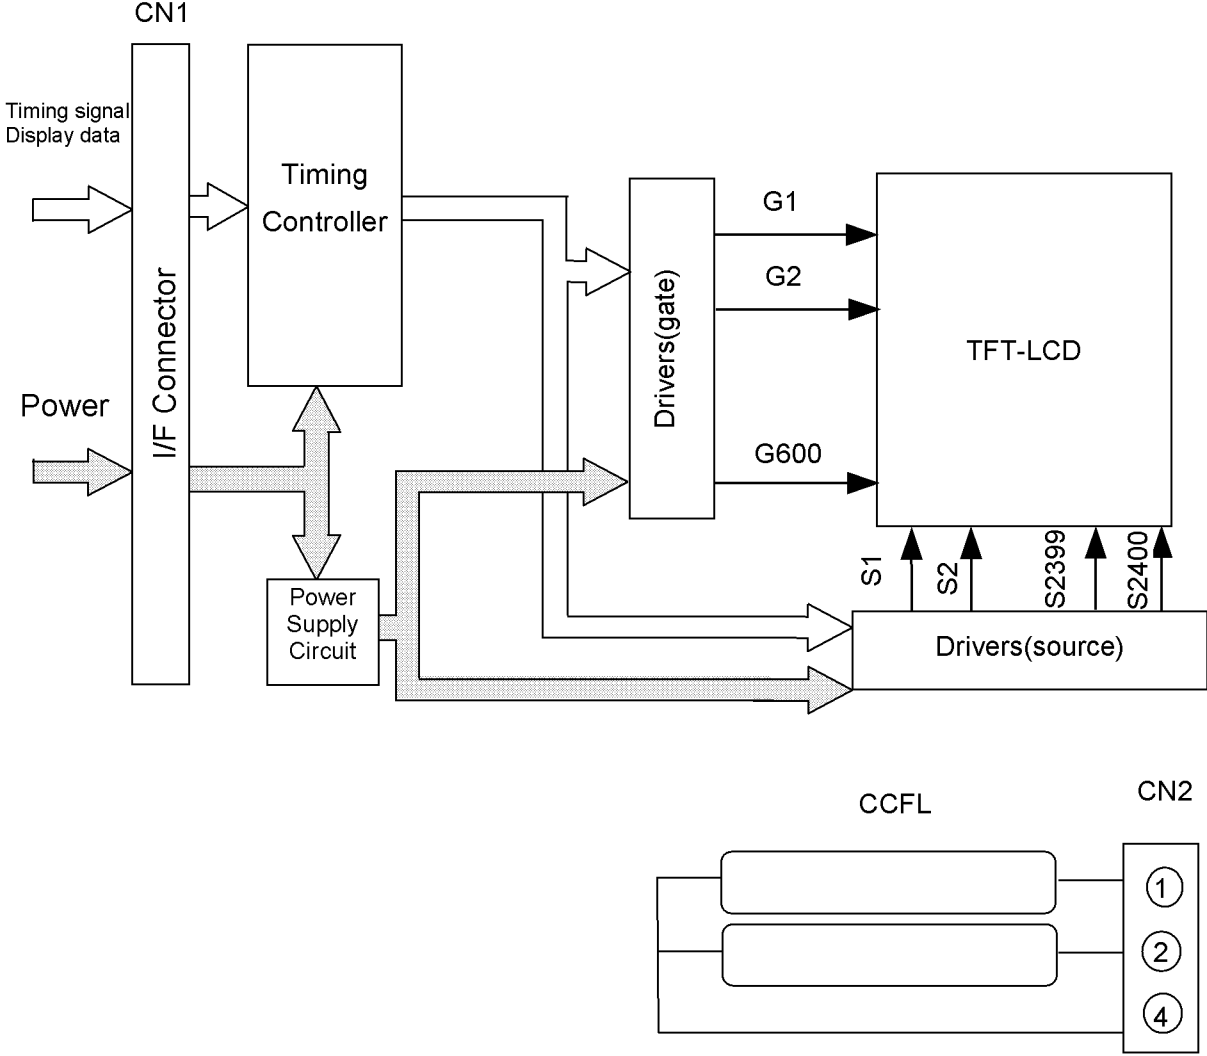 CN1
Timing signal
Display data
Timing
Controller
Power
I/F Connector
Drivers(gate)
G1
G2
G600
TFT-LCD
S1
S2
S2399
S2400
Power
Supply
Circuit
Drivers(source)
CCFL
CN2
1
2
4